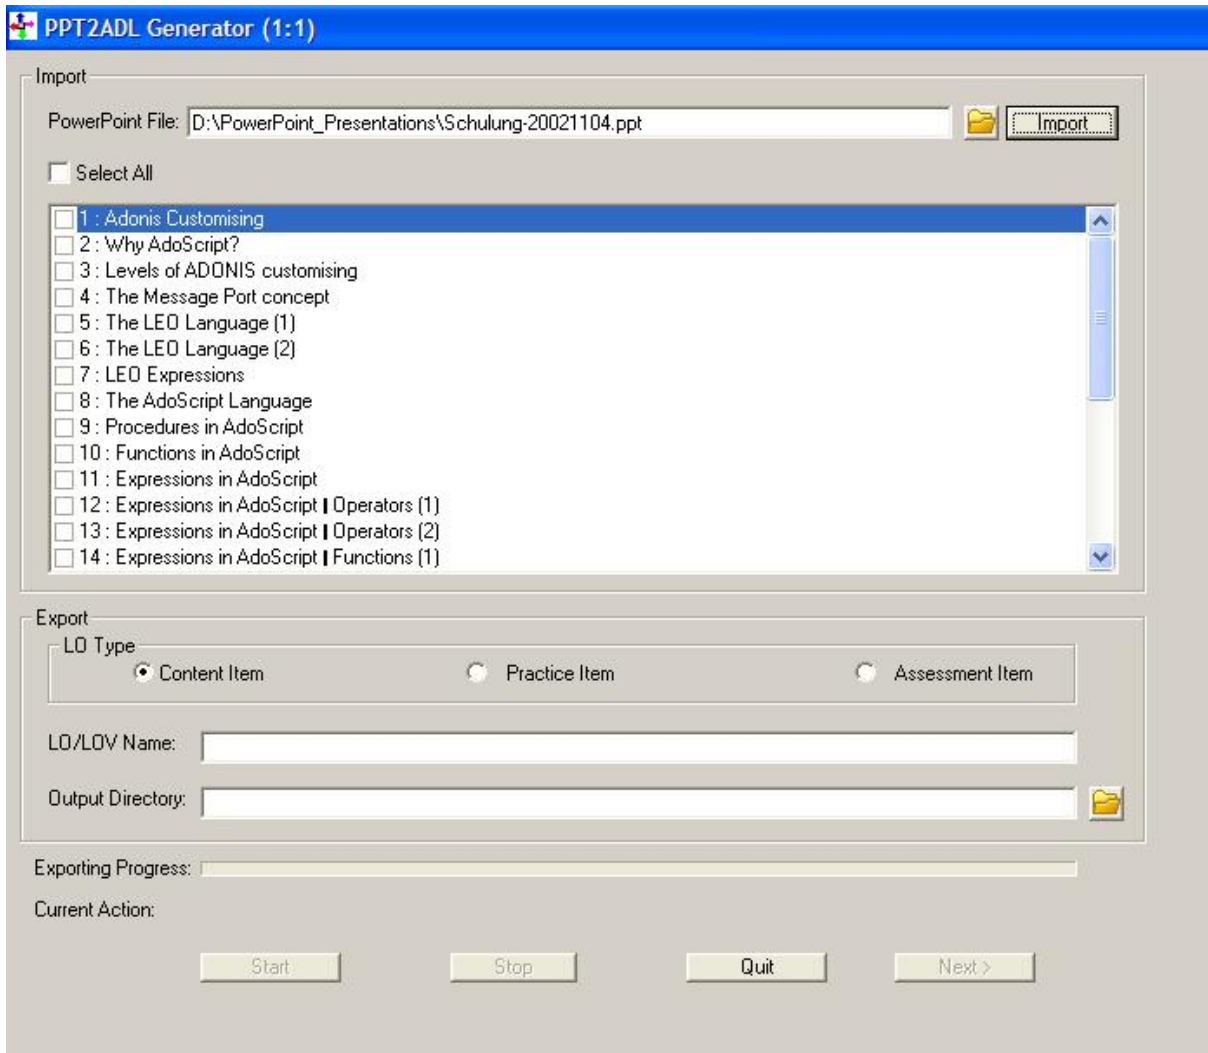 PPT2ADL Generator (1:1)
Import
PowerPoint File: D:\PowerPoint_Presentations\Schulung-20021104.ppt Import
Select All
1 : Adonis Customising
2 : Why AdoScript?
3 : Levels of ADONIS customising
4 : The Message Port concept
5 : The LEO Language (1)
6 : The LEO Language (2)
7 : LEO Expressions
8 : The AdoScript Language
9 : Procedures in AdoScript
10 : Functions in AdoScript
11 : Expressions in AdoScript
12 : Expressions in AdoScript | Operators (1)
13 : Expressions in AdoScript | Operators (2)
14 : Expressions in AdoScript | Functions (1)
Export
LO Type
Content Item Practice Item Assessment Item
LO/LOV Name:
Output Directory:
Exporting Progress:
Current Action:
Start Stop Quit Next >